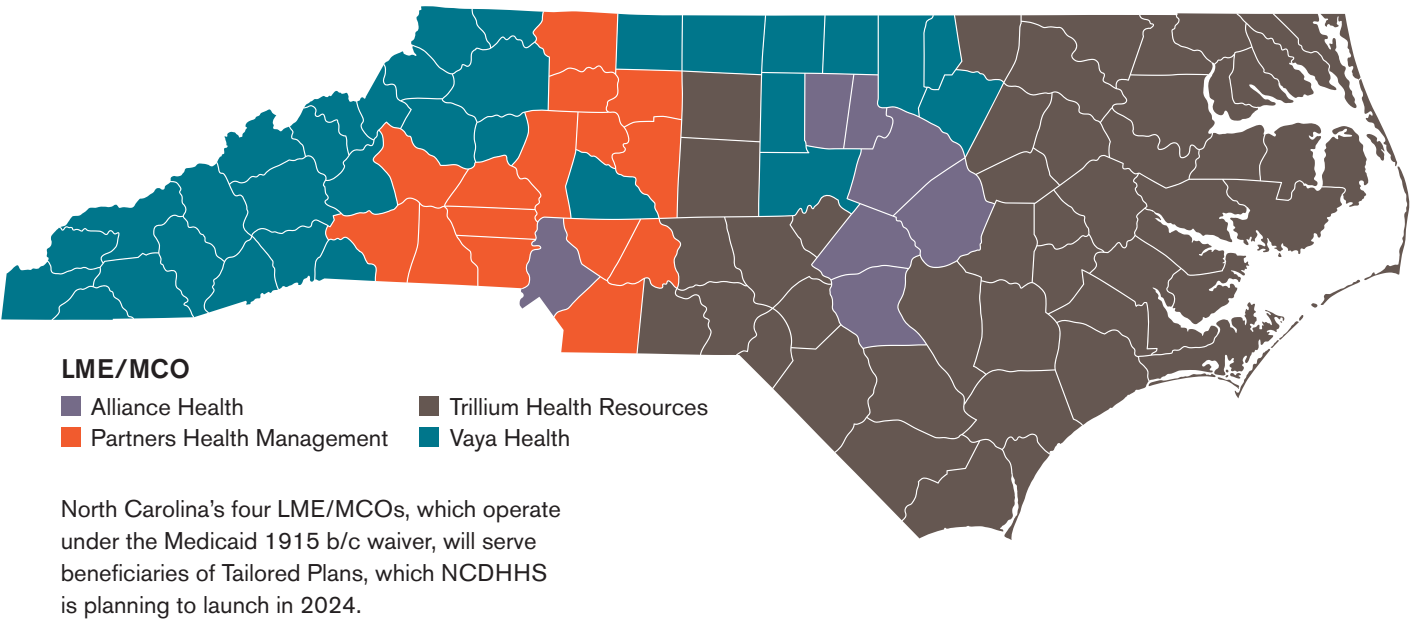 LME/MCO
Alliance Health
Partners Health Management
Trillium Health Resources
Vaya Health
North Carolina’s four LME/MCOs, which operate
under the Medicaid 1915 b/c waiver, will serve
beneficiaries of Tailored Plans, which NCDHHS
is planning to launch in 2024.